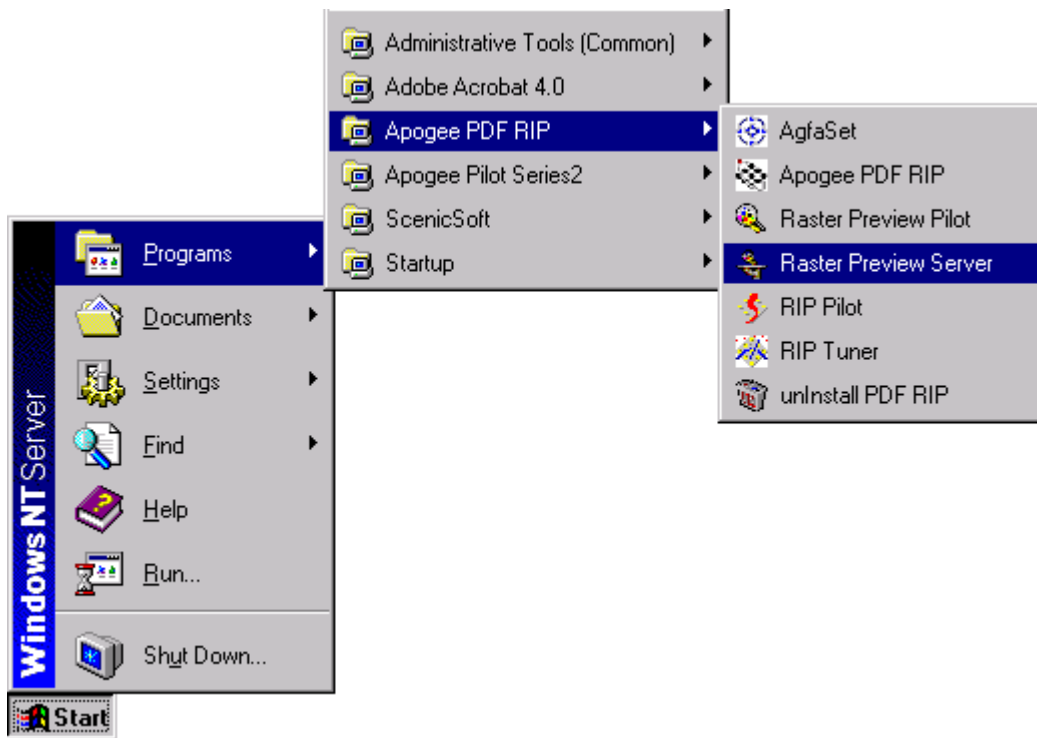 Administrative Tools (Common)
Adobe Acrobat 4.0
Apogee PDF RIP
Apogee Pilot Series2
ScenicSoft
Startup
AgfaSet
Apogee PDF RIP
Raster Preview Pilot
Raster Preview Server
RIP Pilot
RIP Tuner
unInstall PDF RIP
Programs
Documents
Settings
Find
Help
Run...
Shut Down...
Windows NT Server
Start